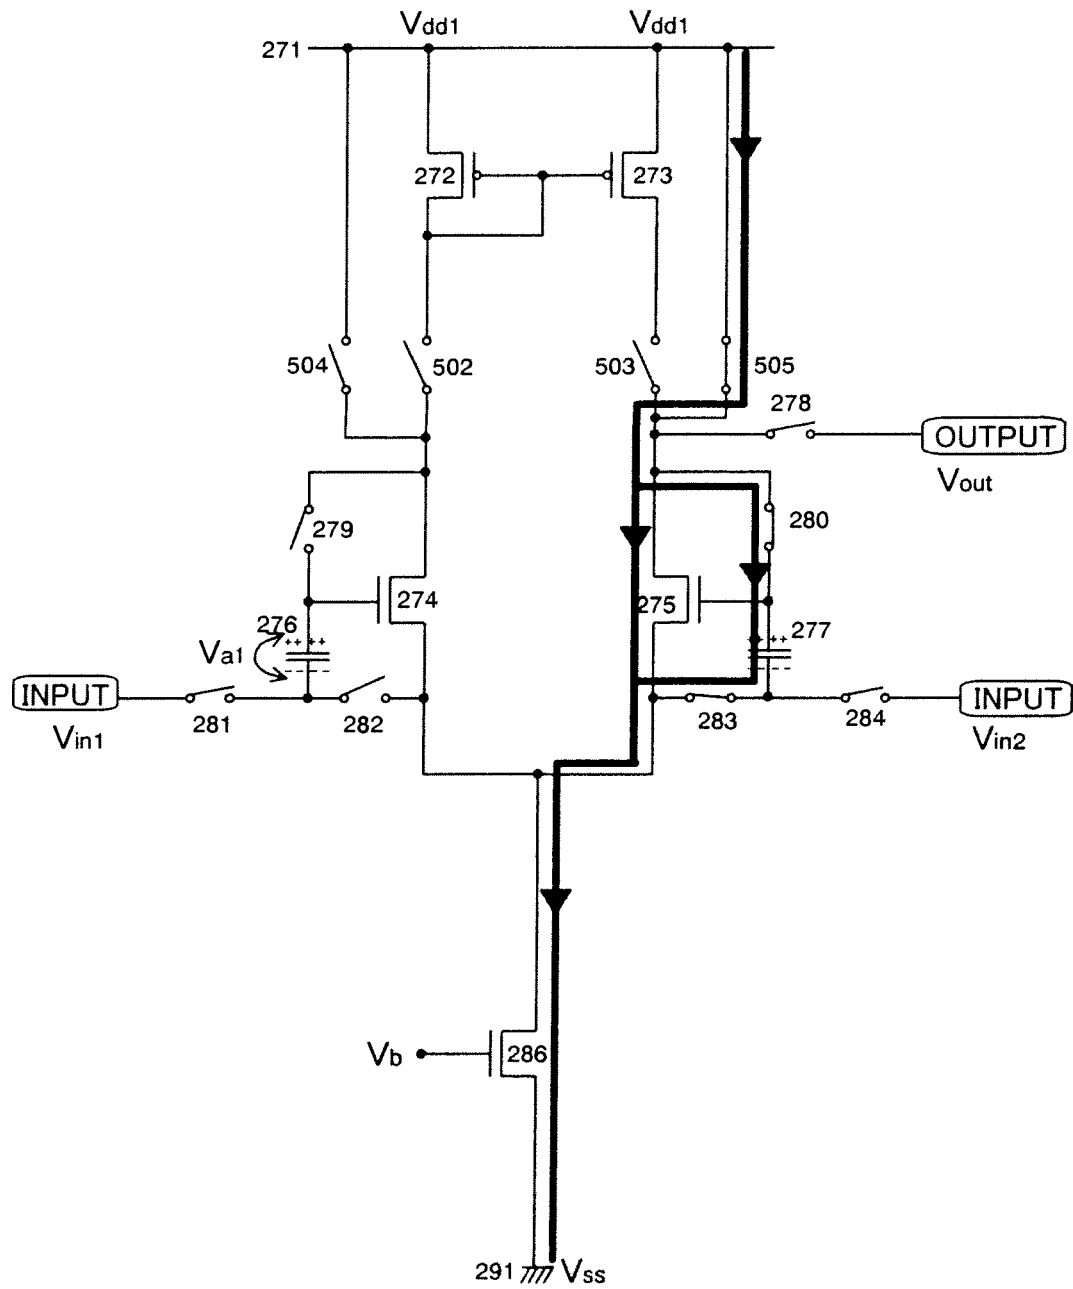 Vdd1 Vdd1
271
272 273
504 502 503 505
278
OUTPUT
Vout
279 280
274 275
276 277
Va1
++ ++ ++ ++
INPUT 281 282 283 284 INPUT
Vin1 Vin2
Vb 286
291 Vss